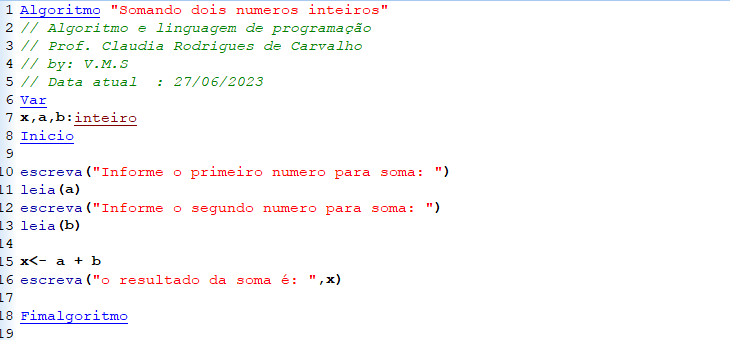 1 Algoritmo "Somando dois numeros inteiros"
2 // Algoritmo e linguagem de programação
3 // Prof. Claudia Rodrigues de Carvalho
4 // by: V.M.S
5 // Data atual  : 27/06/2023
6 Var
7 x,a,b:inteiro
8 Inicio
9
10 escreva("Informe o primeiro numero para soma: ")
11 leia(a)
12 escreva("Informe o segundo numero para soma: ")
13 leia(b)
14
15 x<- a + b
16 escreva("o resultado da soma é: ",x)
17
18 Fimalgoritmo
19